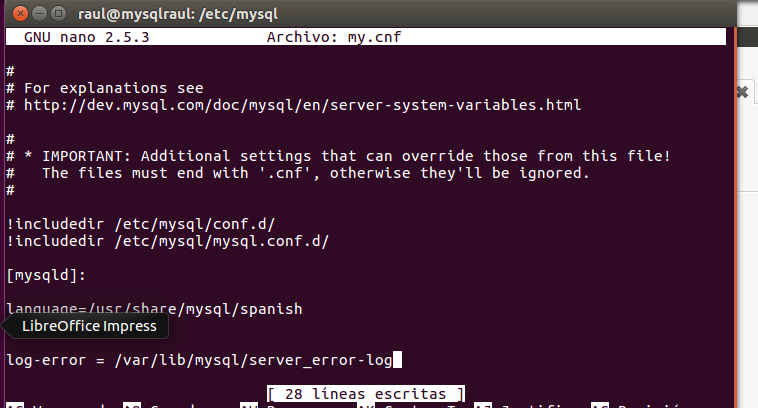 raul@mysqlraul: /etc/mysql
GNU nano 2.5.3 Archivo: my.cnf
#
# For explanations see
# http://dev.mysql.com/doc/mysql/en/server-system-variables.html
#
# * IMPORTANT: Additional settings that can override those from this file!
#   The files must end with '.cnf', otherwise they'll be ignored.
#
!includedir /etc/mysql/conf.d/
!includedir /etc/mysql/mysql.conf.d/
[mysqld]:
language=/usr/share/mysql/spanish
LibreOffice Impress
log-error = /var/lib/mysql/server_error-log
[ 28 líneas escritas ]